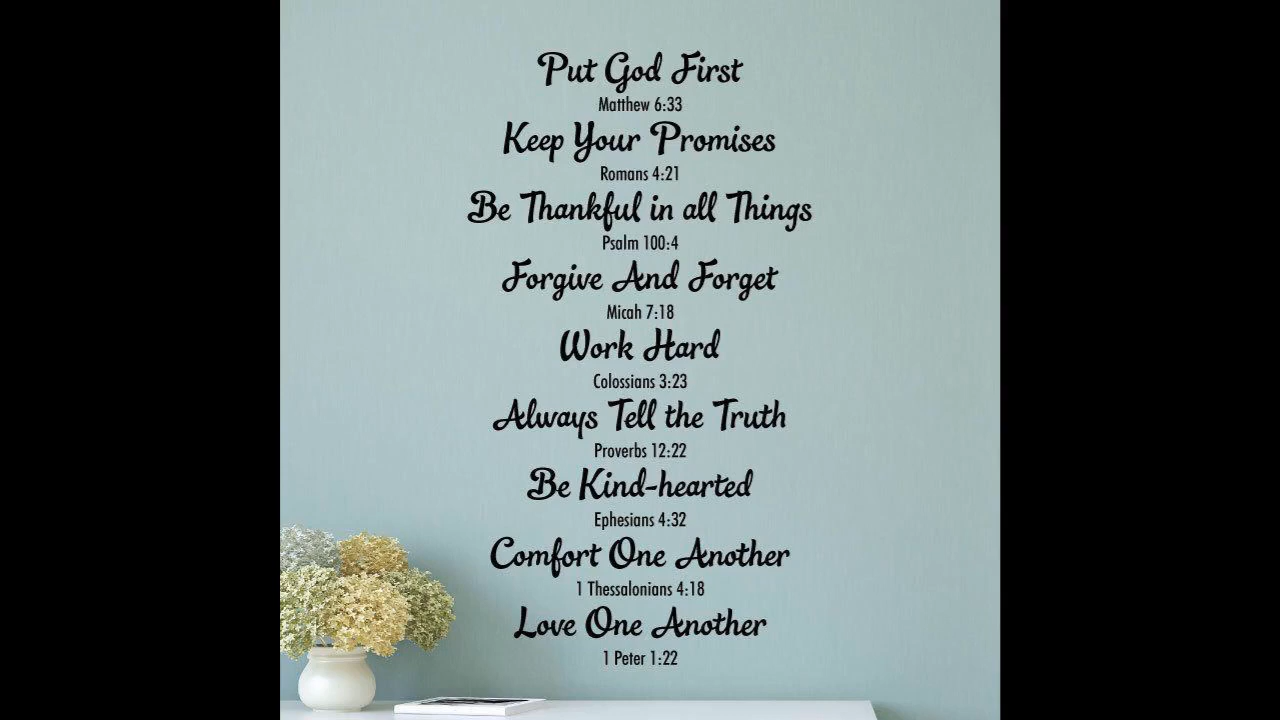 Put God First
Matthew 6:33
Keep Your Promises
Romans 4:21
Be Thankful in all Things
Psalm 100:4
Forgive And Forget
Micah 7:18
Work Hard
Colossians 3:23
Always Tell the Truth
Proverbs 12:22
Be Kind-hearted
Ephesians 4:32
Comfort One Another
1 Thessalonians 4:18
Love One Another
1 Peter 1:22